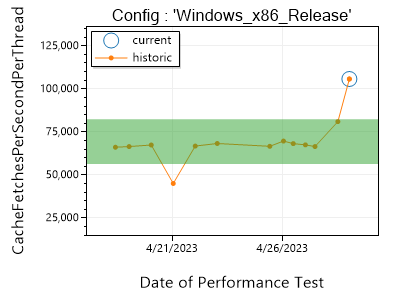 Config : 'Windows_x86_Release'
current
historic
CacheFetchesPerSecondPerThread
125,000
100,000
75,000
50,000
25,000
4/21/2023
4/26/2023
Date of Performance Test